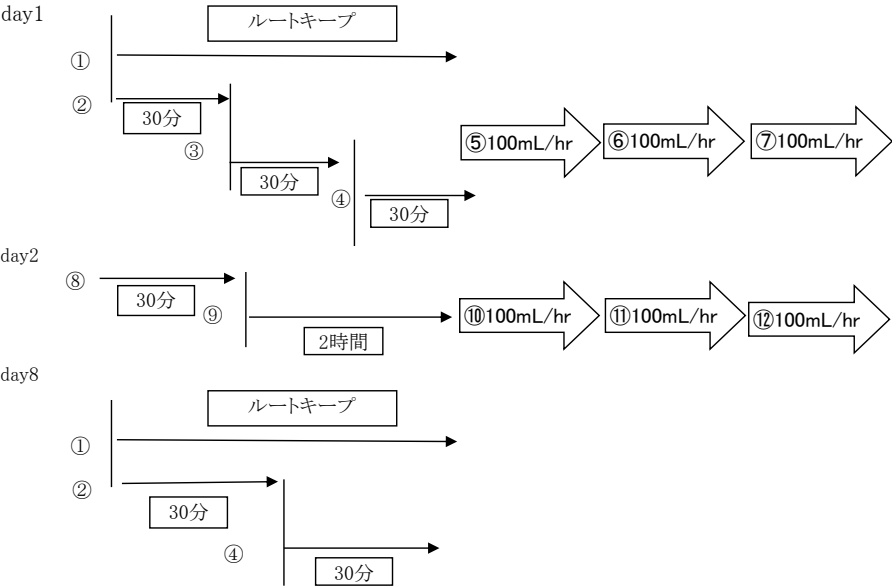 day1
ルートキープ
①
②
30分
③
30分
④
30分
⑤100mL/hr
⑥100mL/hr
⑦100mL/hr
day2
⑧
30分
⑨
2時間
⑩100mL/hr
⑪100mL/hr
⑫100mL/hr
day8
ルートキープ
①
②
30分
④
30分